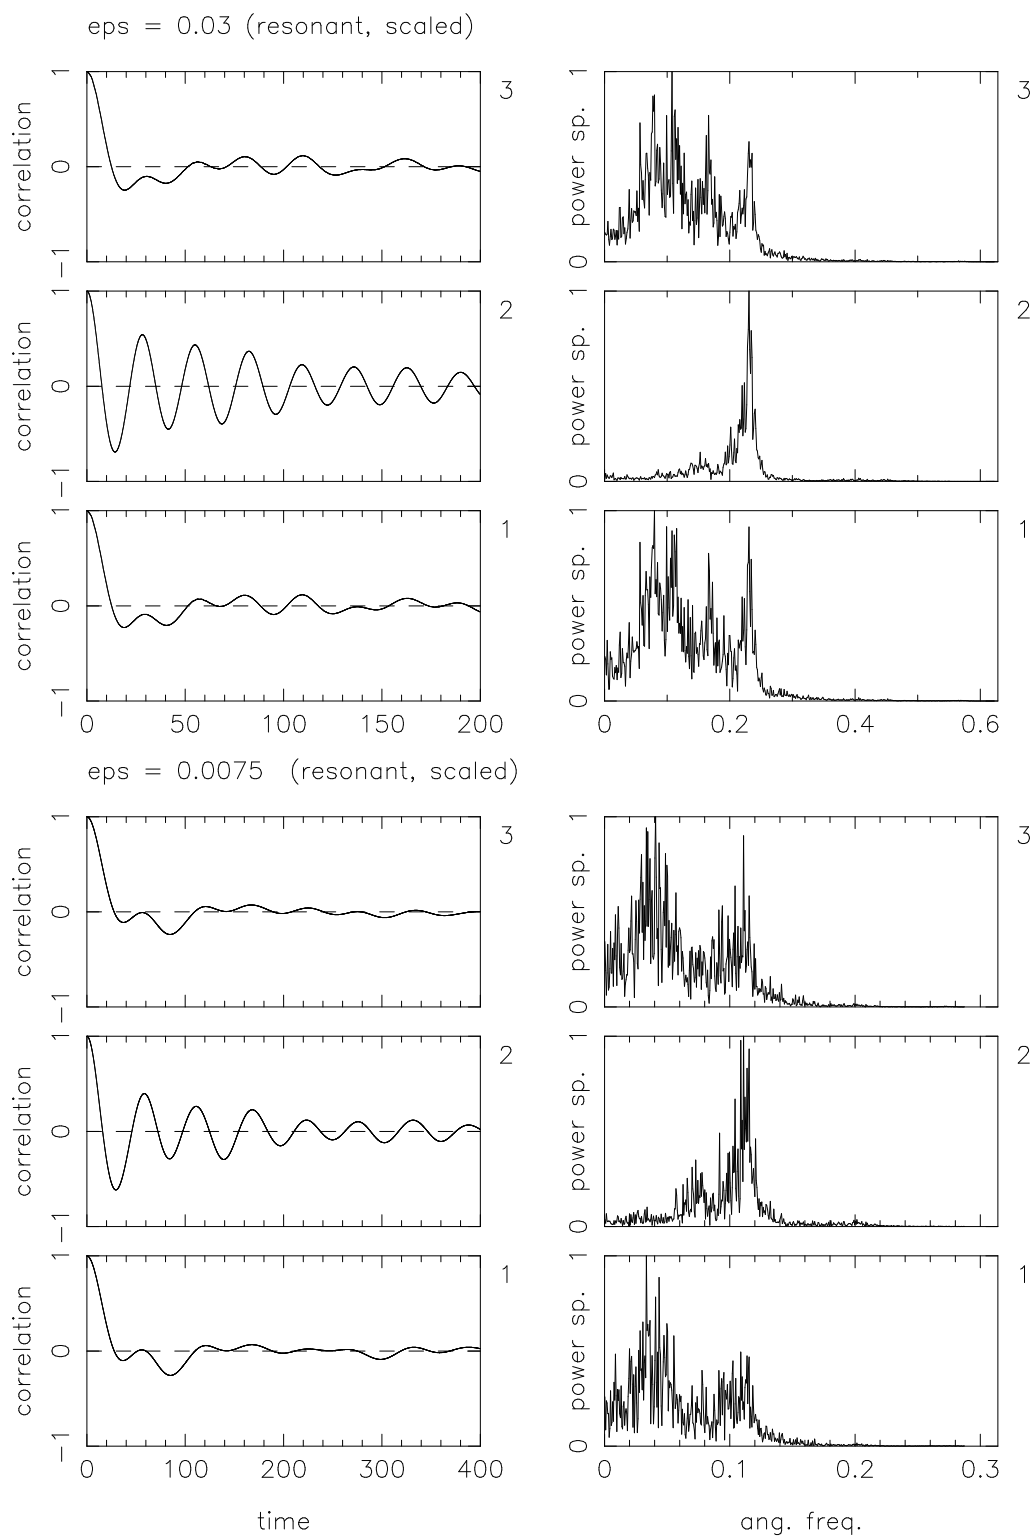 eps = 0.03 (resonant, scaled)
correlation
1
0
−1
3
power sp.
1
0
3
correlation
1
0
−1
2
power sp.
1
0
2
correlation
1
0
−1
1
0 50 100 150 200
power sp.
1
0
1
0 0.2 0.4 0.6
eps = 0.0075 (resonant, scaled)
correlation
1
0
−1
3
power sp.
1
0
3
correlation
1
0
−1
2
power sp.
1
0
2
correlation
1
0
−1
1
0 100 200 300 400
time
power sp.
1
0
1
0 0.1 0.2 0.3
ang. freq.